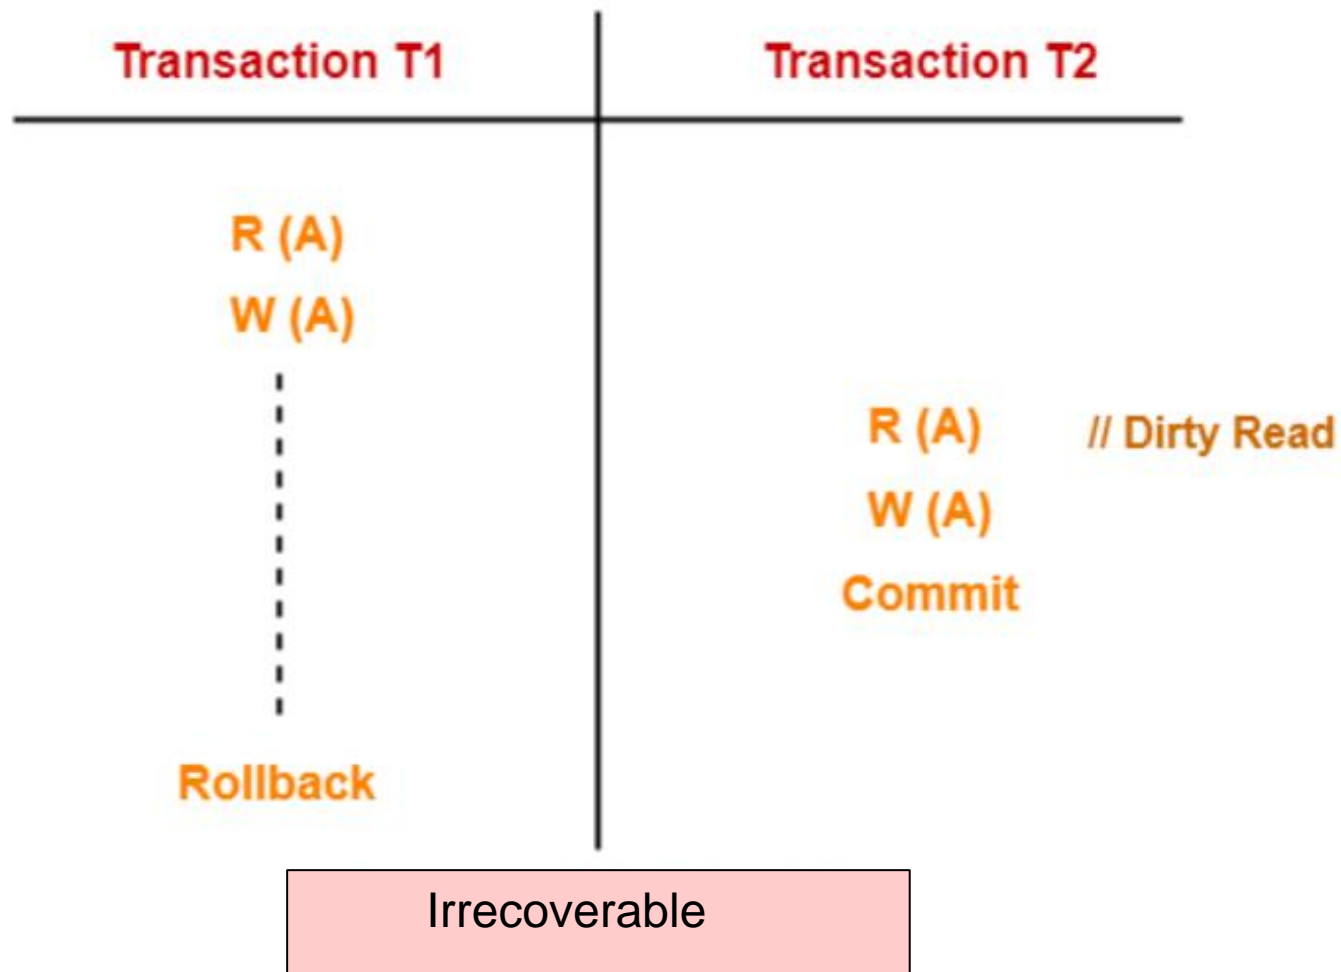 Transaction T1 Transaction T2
R (A)
W (A)
R (A) // Dirty Read
W (A)
Commit
Rollback
Irrecoverable